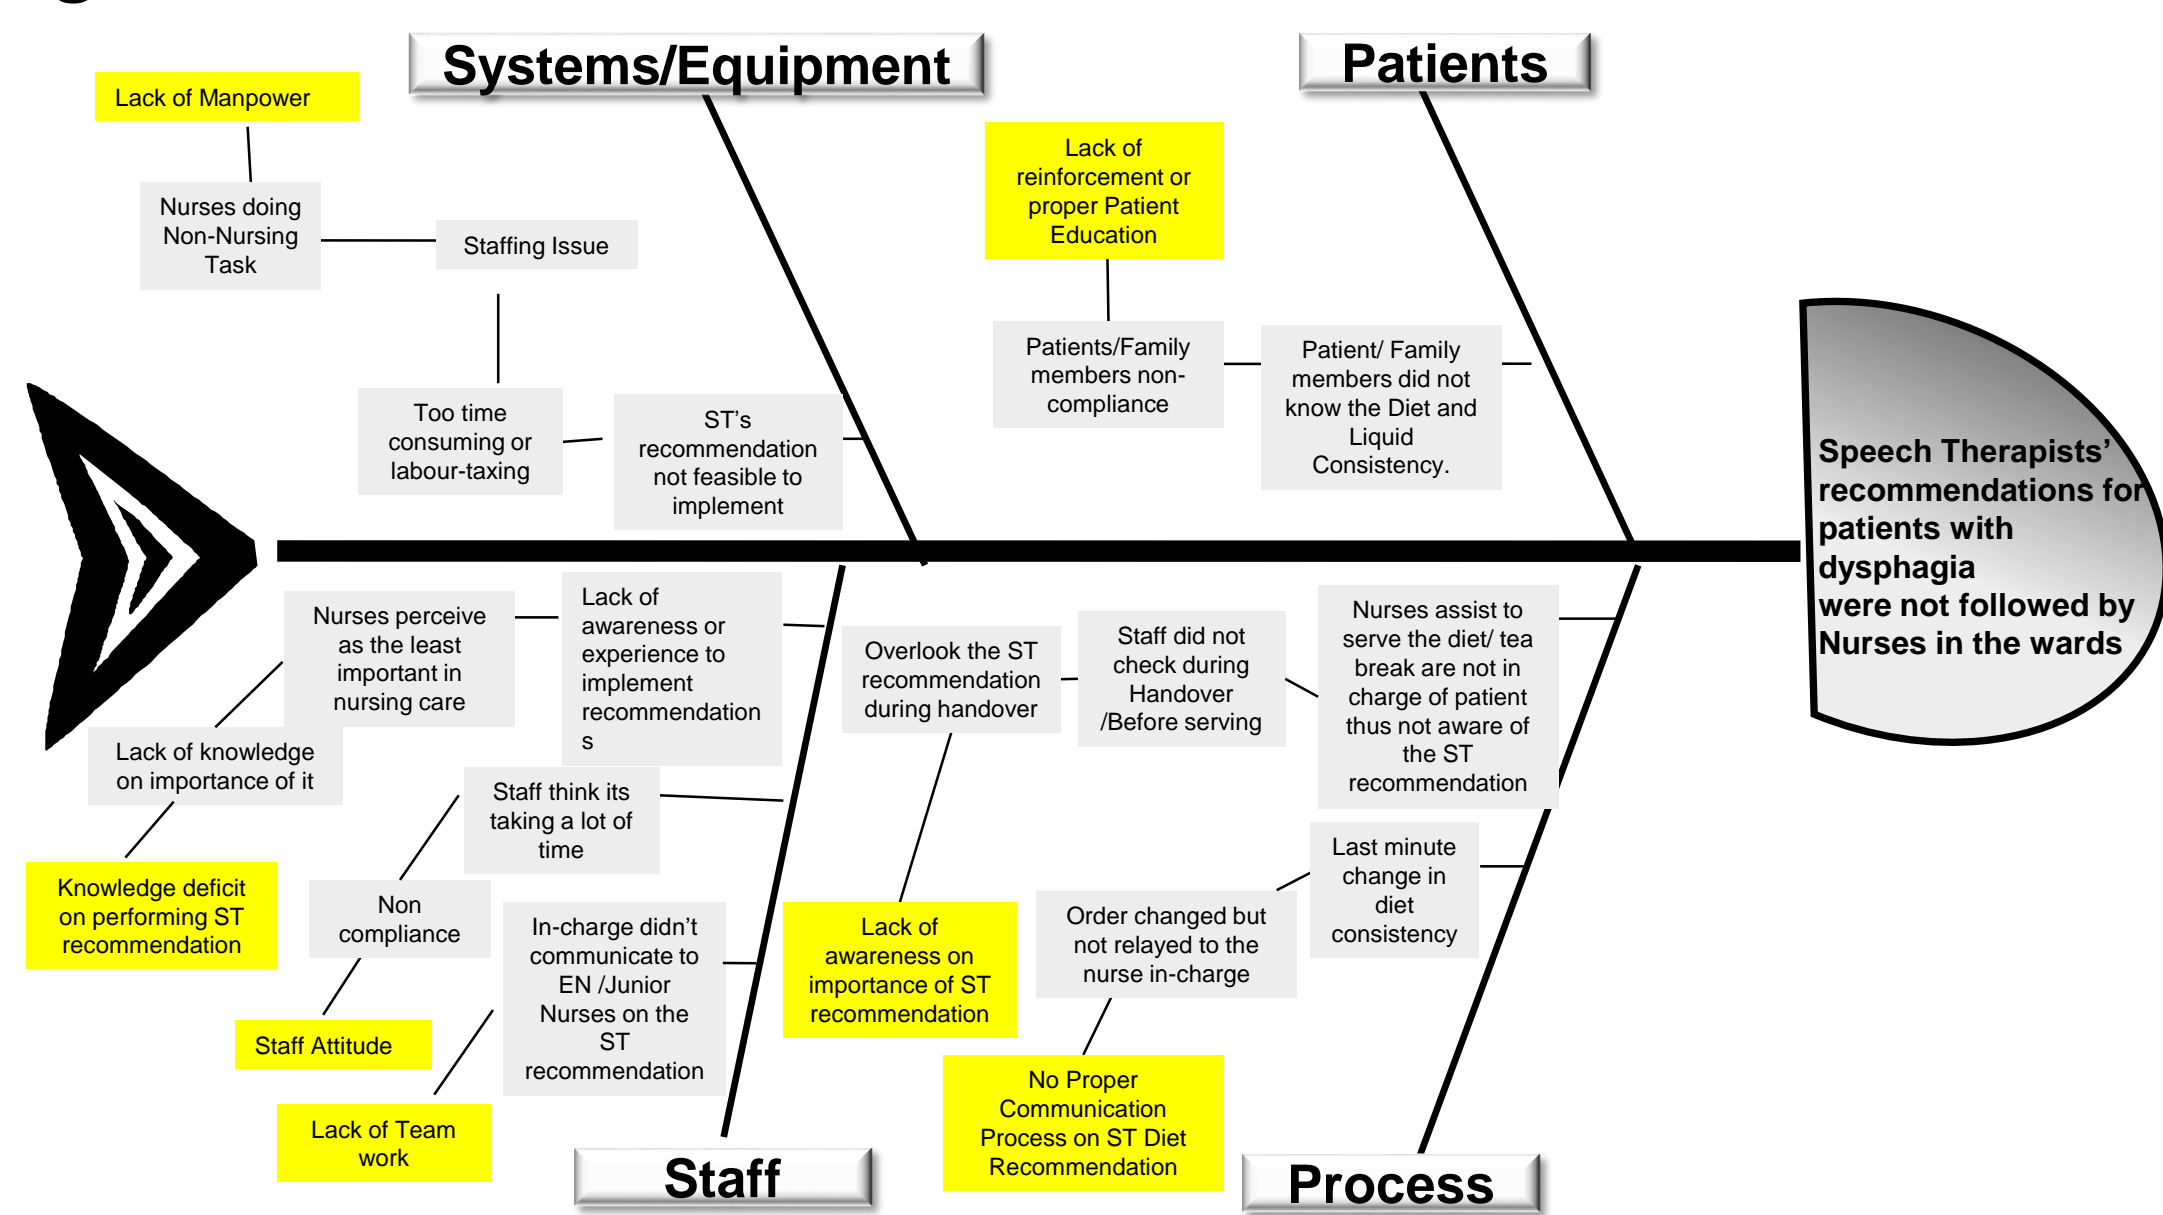 Systems/Equipment
Patients
Lack of Manpower
Nurses doing
Non-Nursing
Task
Staffing Issue
Too time
consuming or
labour-taxing
ST's
recommendation
not feasible to
implement
Lack of
reinforcement or
proper Patient
Education
Patients/Family
members non-
compliance
Patient/ Family
members did not
know the Diet and
Liquid
Consistency.
Speech Therapists’
recommendations for
patients with
dysphagia
were not followed by
Nurses in the wards
Nurses perceive
as the least
important in
nursing care
Lack of
awareness or
experience to
implement
recommendation
s
Lack of knowledge
on importance of it
Knowledge deficit
on performing ST
recommendation
Staff think its
taking a lot of
time
Non
compliance
Staff Attitude
In-charge didn’t
communicate to
EN /Junior
Nurses on the
ST
recommendation
Lack of Team
work
Overlook the ST
recommendation
during handover
Staff did not
check during
Handover
/Before serving
Nurses assist to
serve the diet/ tea
break are not in
charge of patient
thus not aware of
the ST
recommendation
Lack of
awareness on
importance of ST
recommendation
Last minute
change in
diet
consistency
Order changed but
not relayed to the
nurse in-charge
No Proper
Communication
Process on ST Diet
Recommendation
Staff
Process